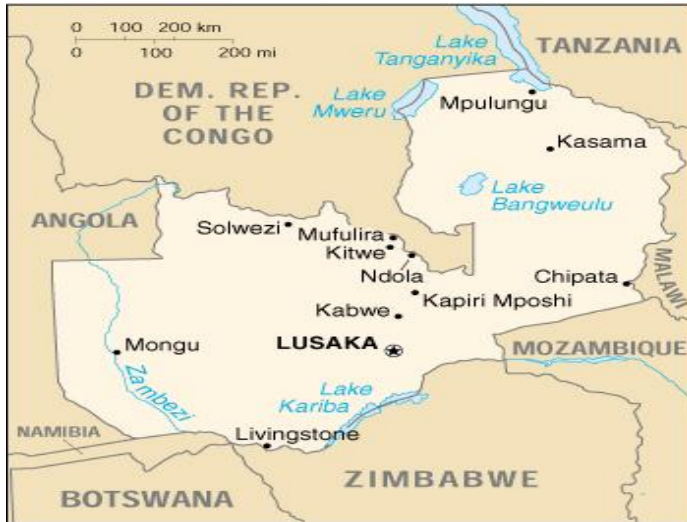 0 100 200 km
0 100 200 mi
Lake
Tanganyika
TANZANIA
DEM. REP.
OF THE
CONGO
Lake
Mweru
Mpulungu
Kasama
Lake
Bangweulu
ANGOLA
Solwezi
Mufulira
Kitwe
Ndola
Chipata
MALAWI
Kapiri Mposhi
Kabwe
Mongu
LUSAKA
MOZAMBIQUE
Zambezi
Lake
Kariba
NAMIBIA
Livingstone
ZIMBABWE
BOTSWANA